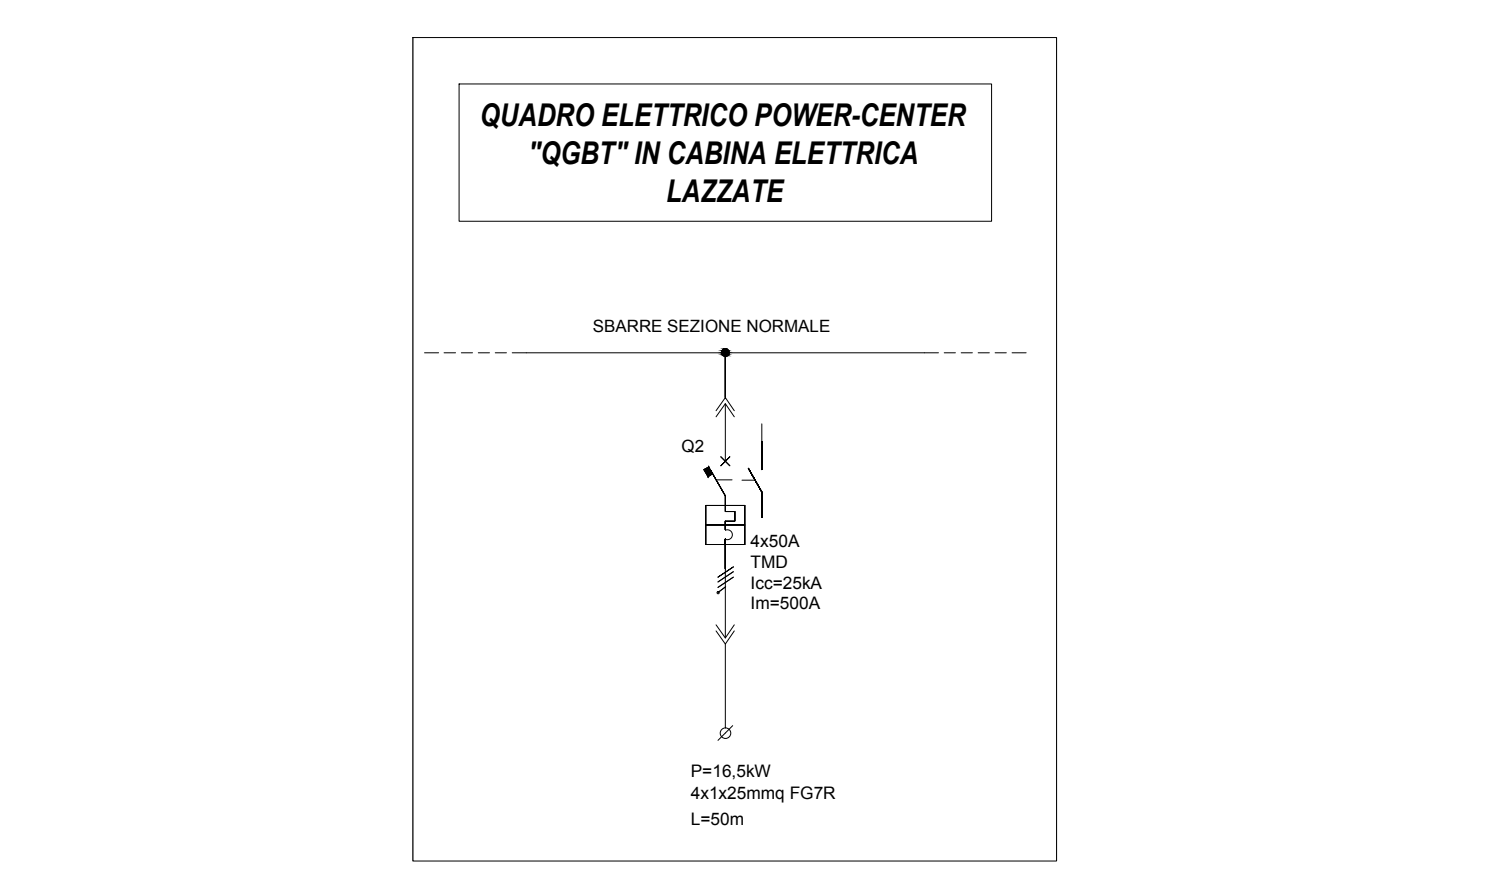 QUADRO ELETTRICO POWER-CENTER
"QGBT" IN CABINA ELETTRICA
LAZZATE
SBARRE SEZIONE NORMALE
Q2
4x50A
TMD
Icc=25kA
Im=500A
P=16,5kW
4x1x25mmq FG7R
L=50m